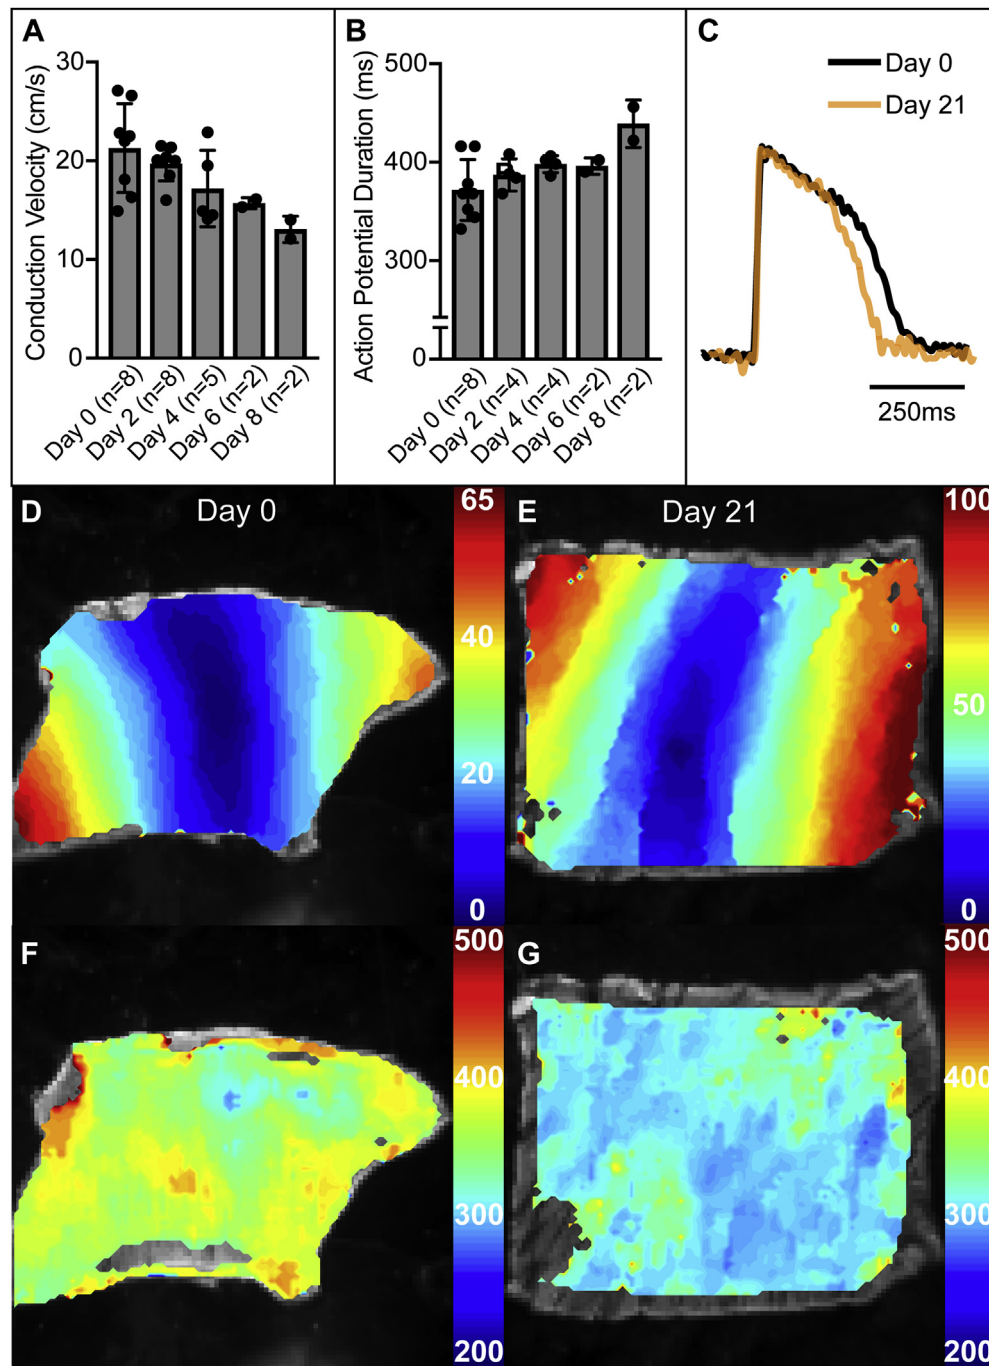 A
B
C
Conduction Velocity (cm/s)
30
20
10
0
Day 0 (n=8)
Day 2 (n=8)
Day 4 (n=5)
Day 6 (n=2)
Day 8 (n=2)
Action Potential Duration (ms)
500
400
300
0
Day 0 (n=8)
Day 2 (n=4)
Day 4 (n=4)
Day 6 (n=2)
Day 8 (n=2)
Day 0
Day 21
250ms
D
Day 0
65
40
20
0
E
Day 21
100
50
0
F
500
400
300
200
G
500
400
300
200